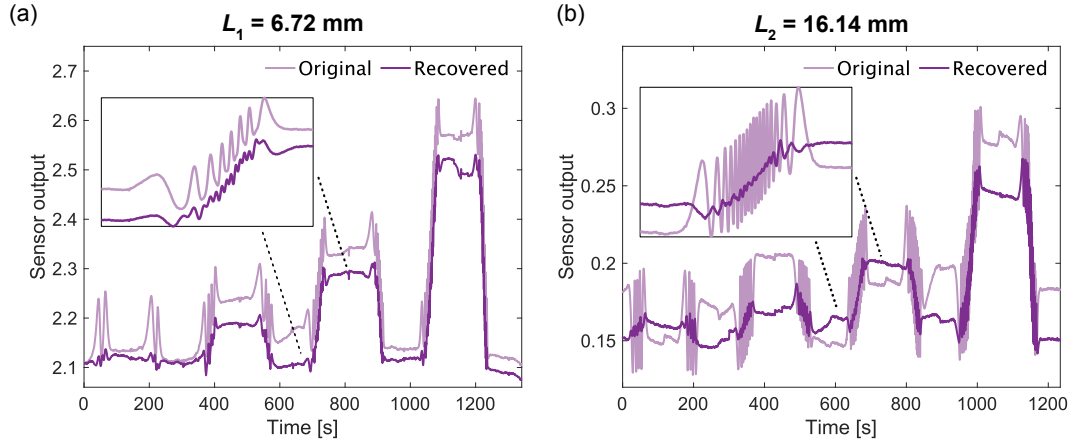 (a)
L1 = 6.72 mm
Original
Recovered
2.7
2.6
2.5
2.4
2.3
2.2
2.1
Sensor output
0
200
400
600
800
1000
1200
Time [s]
(b)
L2 = 16.14 mm
Original
Recovered
0.3
0.25
0.2
0.15
Sensor output
0
200
400
600
800
1000
1200
Time [s]